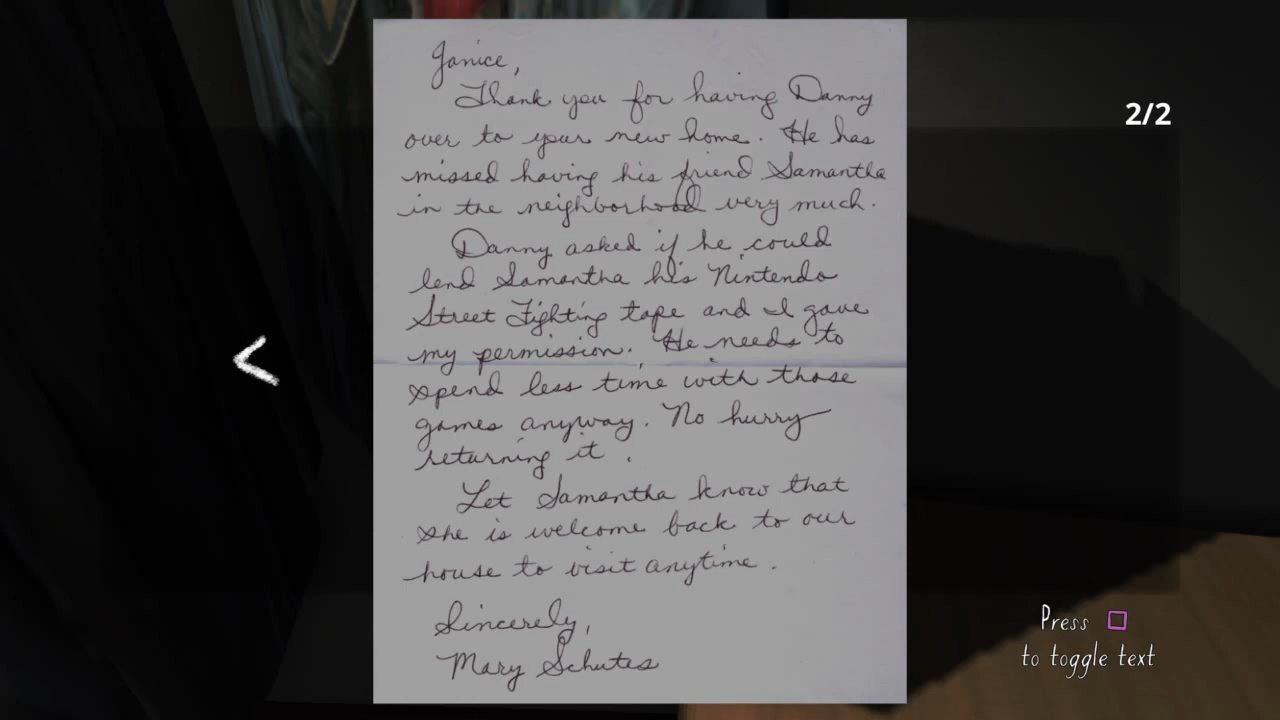 Janice,
Thank you for having Danny
over to your new home. He has
missed having his friend Samantha
in the neighborhood very much.
Danny asked if he could
lend Samantha his Nintendo
Street Fighting tape and I gave
my permission. He needs to
spend less time with those
games anyway. No hurry
returning it.
Let Samantha know that
she is welcome back to our
house to visit anytime.
Sincerely,
Mary Schutes
2/2
<
Press □
to toggle text